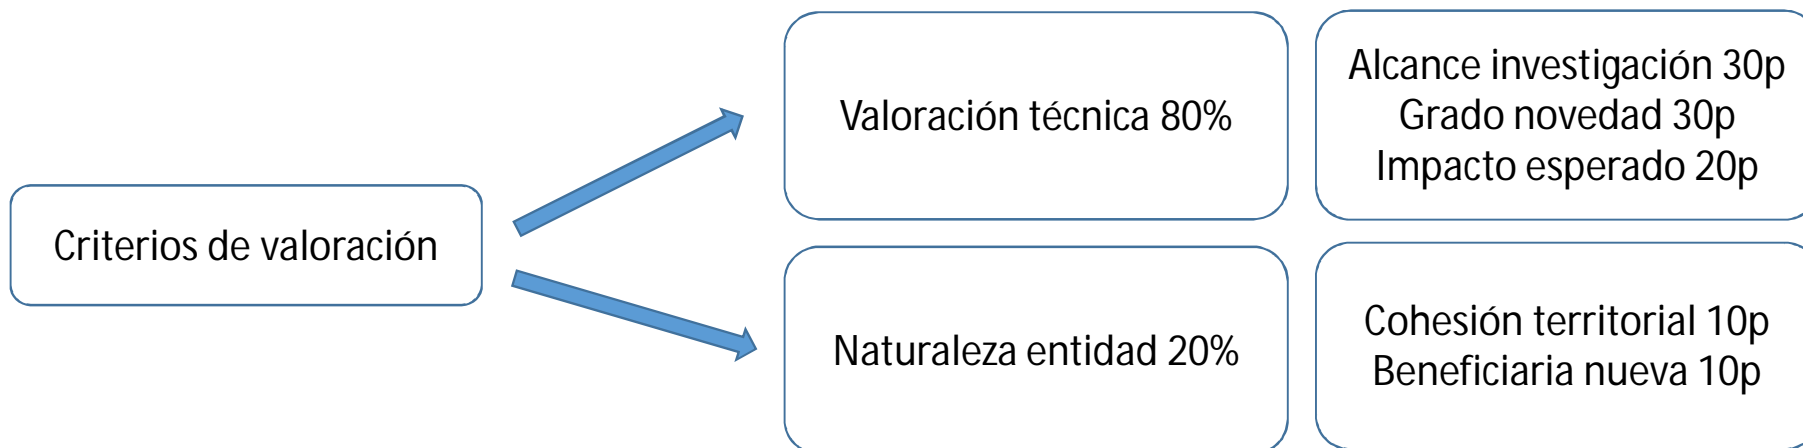 Criterios de valoración
Valoración técnica 80%
Alcance investigación 30p
Grado novedad 30p
Impacto esperado 20p
Naturaleza entidad 20%
Cohesión territorial 10p
Beneficiaria nueva 10p